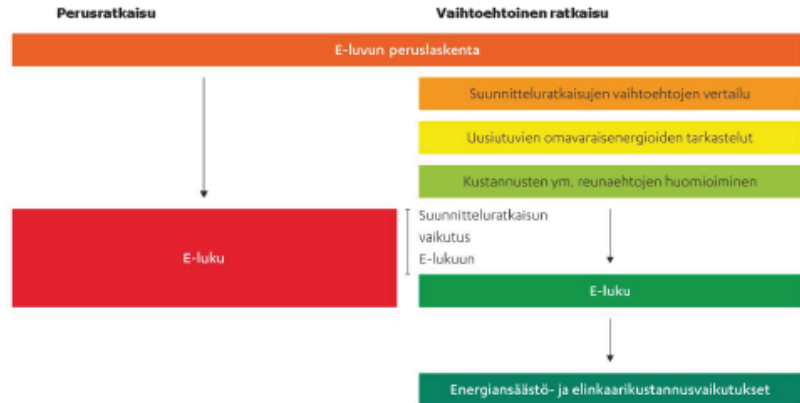 Perusratkaisu
Vaihtoehtoinen ratkaisu
E-luvun peruslaskenta
Suunnitteluratkaisujen vaihtoehtojen vertailu
Uusiutuvien omavaraisenergioiden tarkastelut
Kustannusten ym. reunaehtojen huomioiminen
Suunnitteluratkaisun
vaikutus
E-lukuun
E-luku
E-luku
Energiansäästö- ja elinkaarikustannusvaikutukset